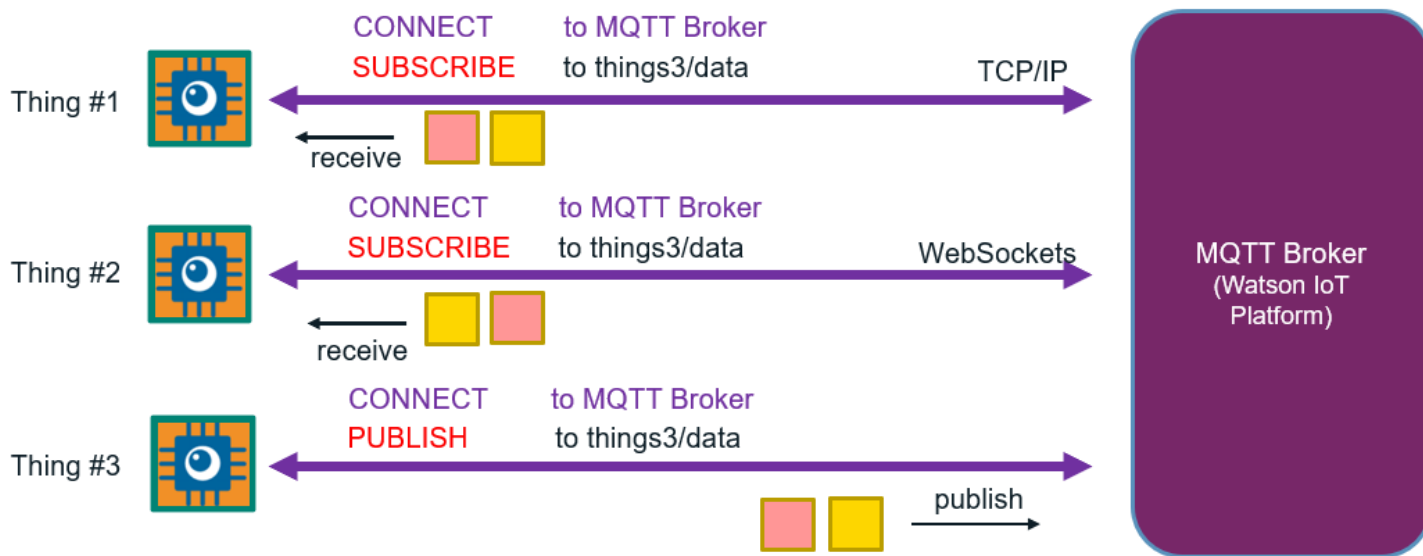 CONNECT to MQTT Broker
SUBSCRIBE to things3/data
TCP/IP
Thing #1
receive
CONNECT to MQTT Broker
SUBSCRIBE to things3/data
WebSockets
Thing #2
receive
MQTT Broker
(Watson IoT
Platform)
CONNECT to MQTT Broker
PUBLISH to things3/data
Thing #3
publish